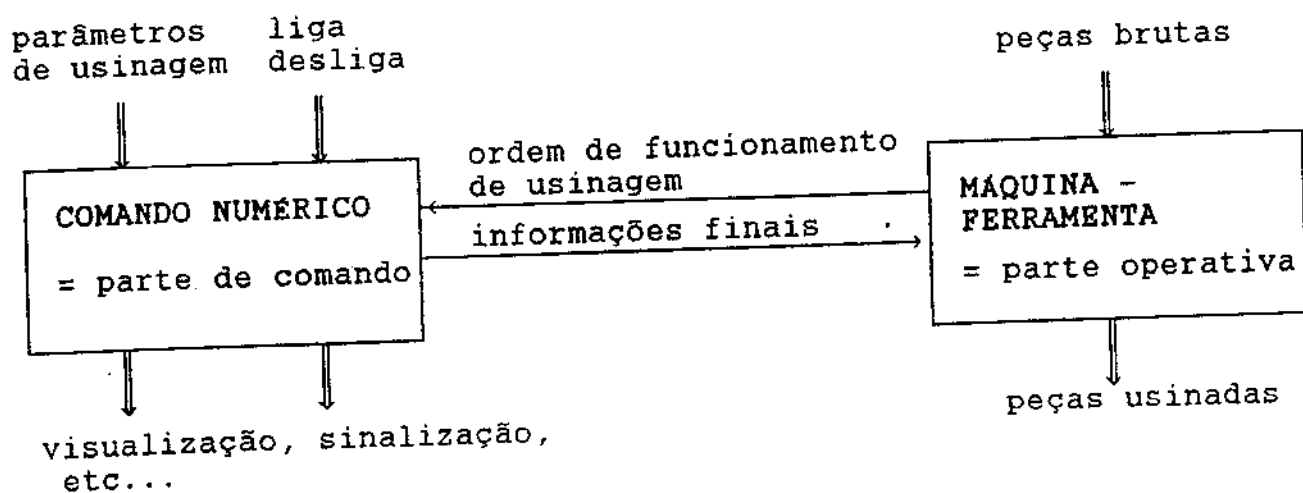 parâmetros
de usinagem
liga
desliga
peças brutas
COMANDO NUMÉRICO
= parte de comando
ordem de funcionamento
de usinagem
informações finais
MÁQUINA -
FERRAMENTA
= parte operativa
visualização, sinalização,
etc...
peças usinadas